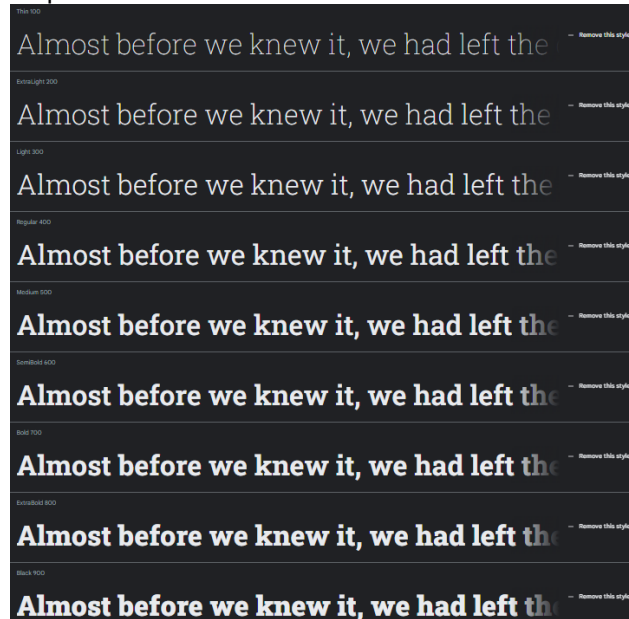 Thin 100
Almost before we knew it, we had left the
— Remove this style
ExtraLight 200
Almost before we knew it, we had left the
— Remove this style
Light 300
Almost before we knew it, we had left the
— Remove this style
Regular 400
Almost before we knew it, we had left the
— Remove this style
Medium 500
Almost before we knew it, we had left the
— Remove this style
SemiBold 600
Almost before we knew it, we had left the
— Remove this style
Bold 700
Almost before we knew it, we had left the
— Remove this style
ExtraBold 800
Almost before we knew it, we had left the
— Remove this style
Black 900
Almost before we knew it, we had left the
— Remove this style